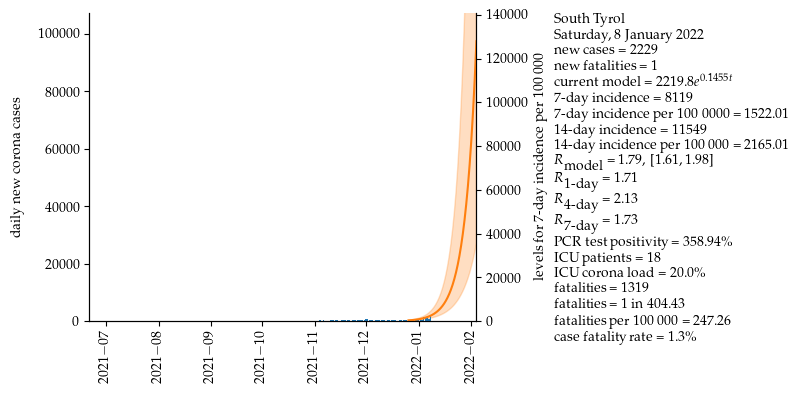 daily new corona cases
100000
80000
60000
40000
20000
0
2021−07
2021−08
2021−09
2021−10
2021−11
2021−12
2022−01
2022−02
140000
120000
100000
80000
60000
40000
20000
0
levels for 7-day incidence per 100 000
South Tyrol
Saturday, 8 January 2022
new cases = 2229
new fatalities = 1
current model = 2219.8e^0.1455t
7-day incidence = 8119
7-day incidence per 100 0000 = 1522.01
14-day incidence = 11549
14-day incidence per 100 000 = 2165.01
R model = 1.79, [1.61, 1.98]
R 1-day = 1.71
R 4-day = 2.13
R 7-day = 1.73
PCR test positivity = 358.94%
ICU patients = 18
ICU corona load = 20.0%
fatalities = 1319
fatalities = 1 in 404.43
fatalities per 100 000 = 247.26
case fatality rate = 1.3%